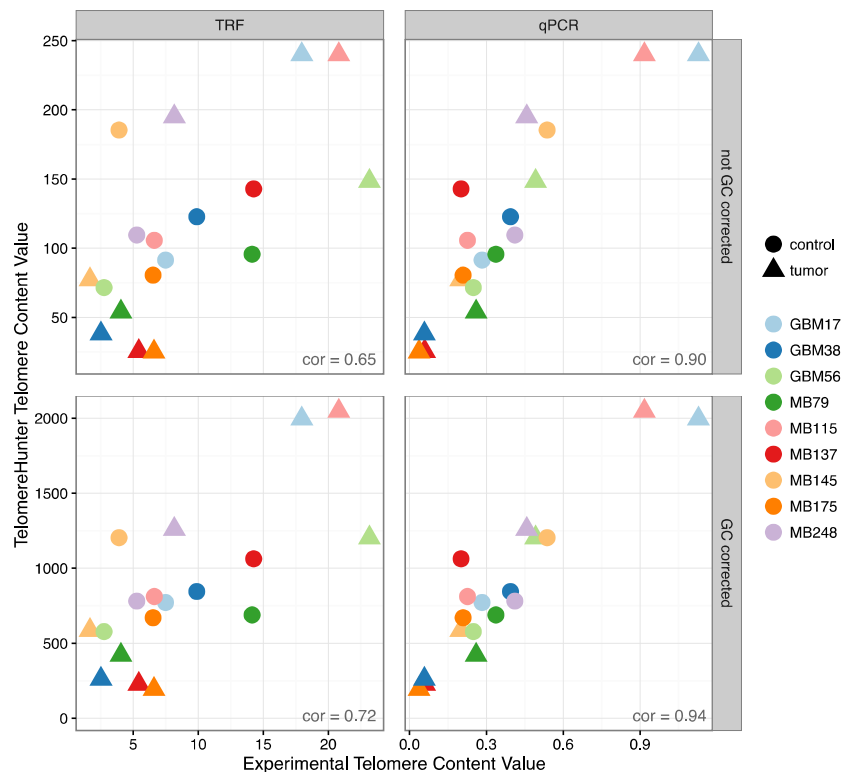 TRF
qPCR
250
200
150
100
50
cor = 0.65
cor = 0.90
not GC corrected
2000
1500
1000
500
0
cor = 0.72
cor = 0.94
GC corrected
5
10
15
20
0.0
0.3
0.6
0.9
Experimental Telomere Content Value
TelomereHunter Telomere Content Value
control
tumor
GBM17
GBM38
GBM56
MB79
MB115
MB137
MB145
MB175
MB248